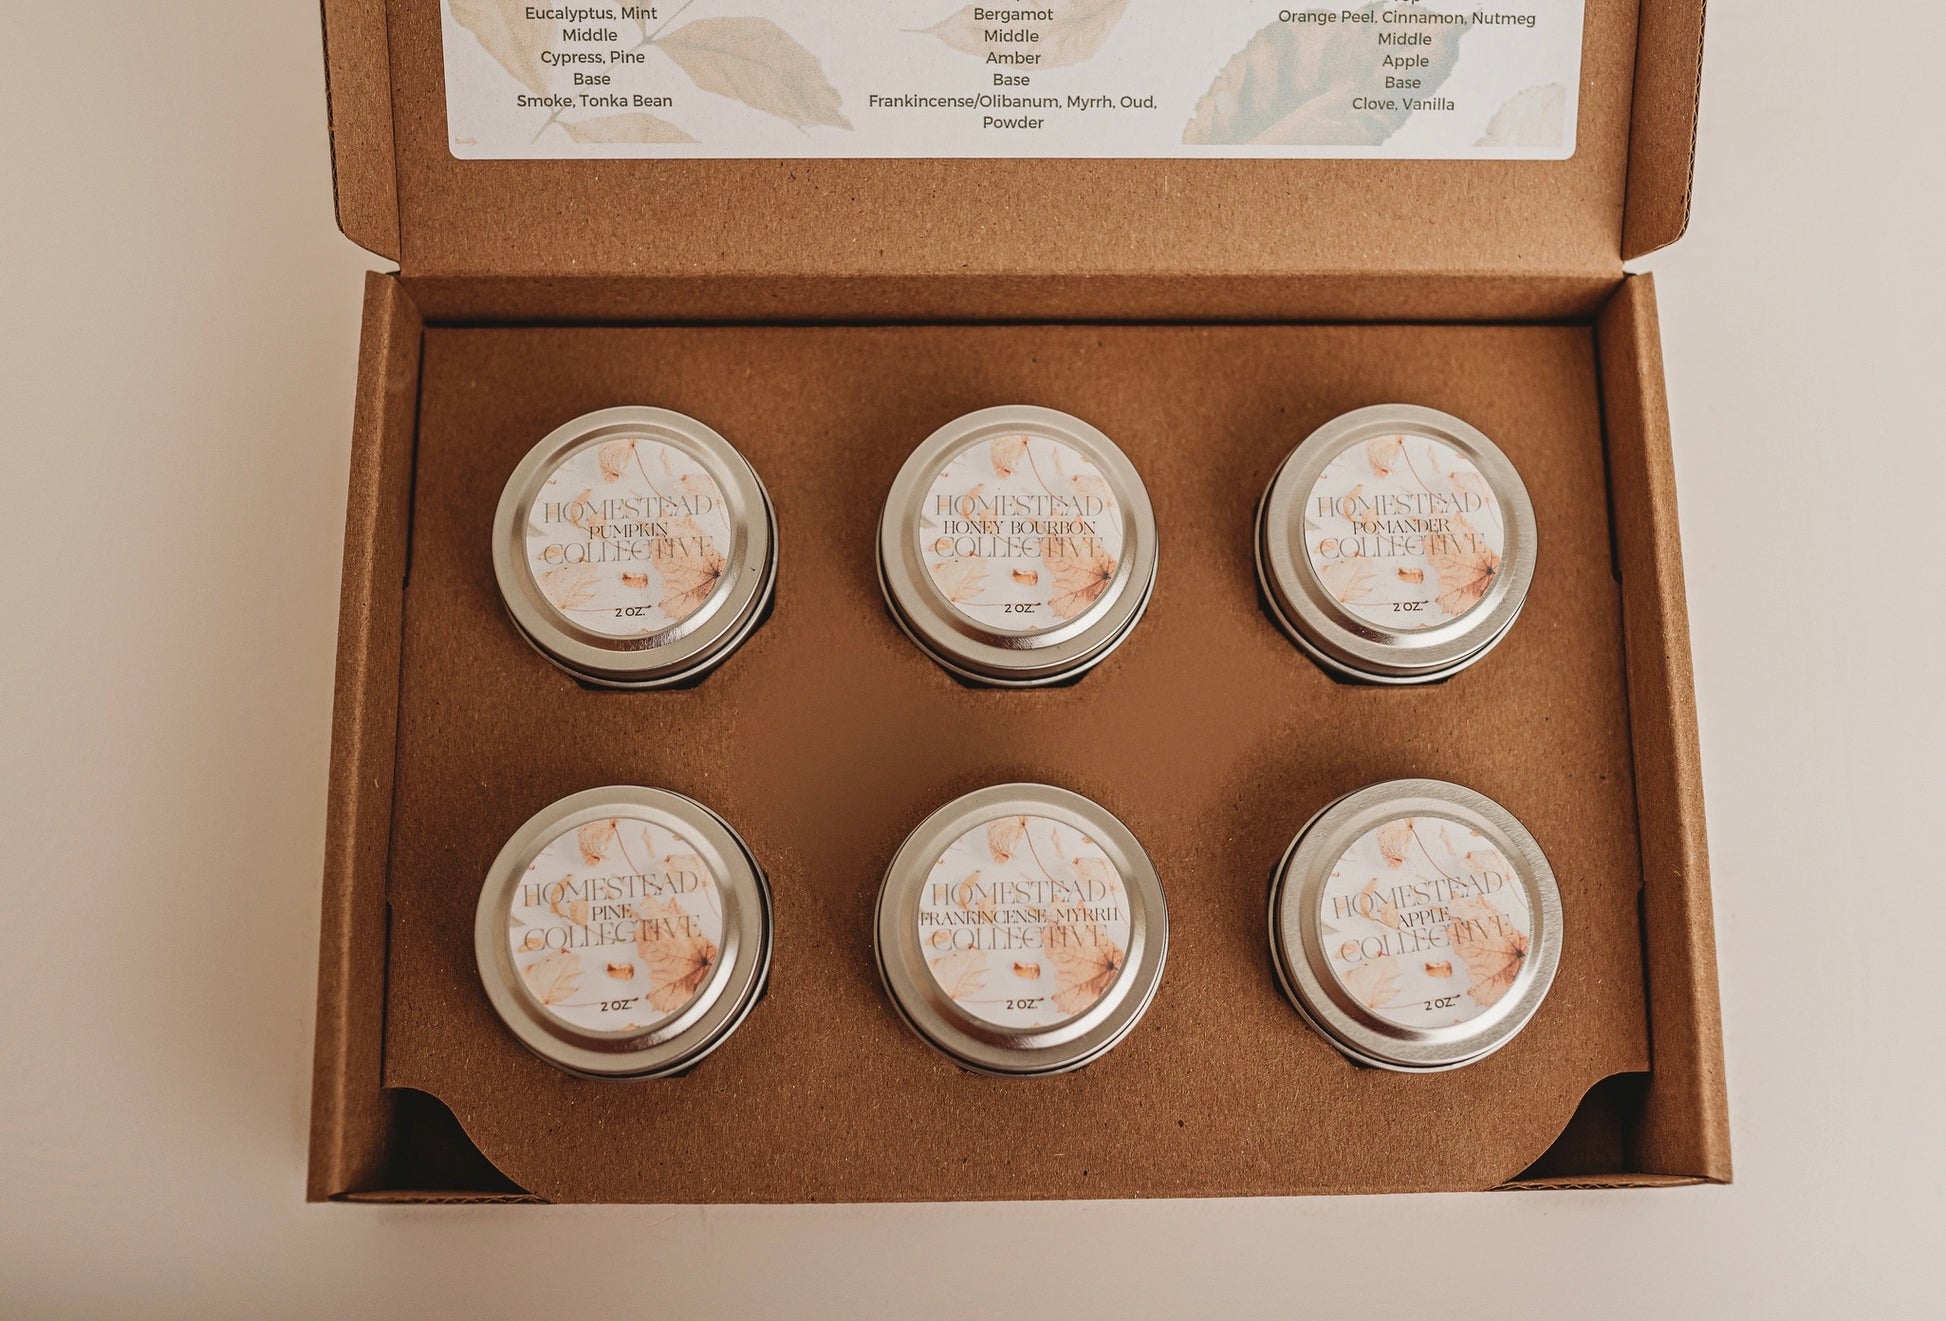 Eucalyptus, Mint
Middle
Cypress, Pine
Base
Smoke, Tonka Bean
Bergamot
Middle
Amber
Base
Frankincense/Olibanum, Myrrh, Oud,
Powder
Orange Peel, Cinnamon, Nutmeg
Middle
Apple
Base
Clove, Vanilla
HOMESTEAD
PUMPKIN
COLLECTIVE
2 OZ.
HOMESTEAD
HONEY BOURBON
COLLECTIVE
2 OZ.
HOMESTEAD
POMANDER
COLLECTIVE
2 OZ.
HOMESTEAD
PINE
COLLECTIVE
2 OZ.
HOMESTEAD
FRANKINCENSE MYRRH
COLLECTIVE
2 OZ.
HOMESTEAD
APPLE
COLLECTIVE
2 OZ.